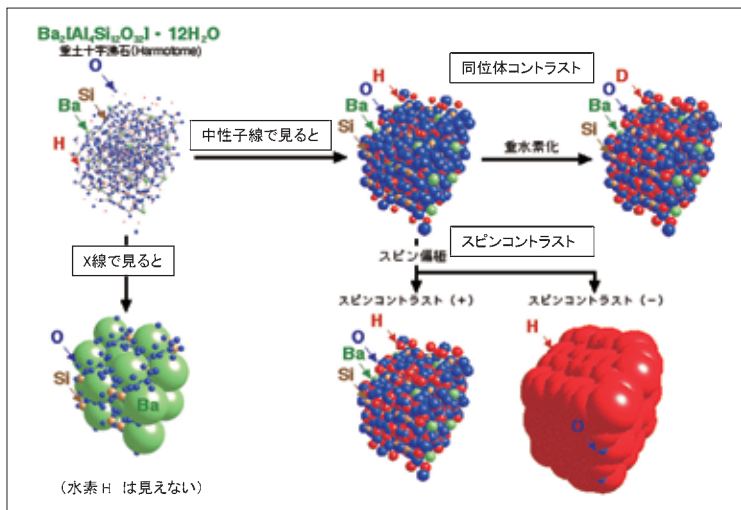 Ba₂[Al₄Si₁₂O₃₂]・12H₂O
重土十字沸石(Harmotome)
O
Si
Ba
H
中性子線で見ると
H
O
Ba
Si
同位体コントラスト
重水素化
D
O
Ba
Si
X線で見ると
スピン偏極
スピンコントラスト
スピンコントラスト(+)
スピンコントラスト(−)
O
Si
Ba
(水素H は見えない)
H
O
Ba
Si
H
O